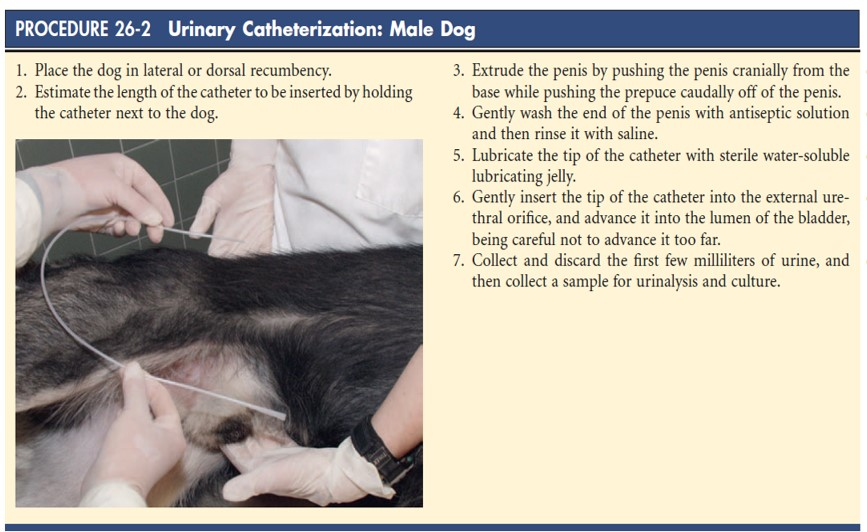 PROCEDURE 26-2 Urinary Catheterization: Male Dog
1. Place the dog in lateral or dorsal recumbency.
2. Estimate the length of the catheter to be inserted by holding
the catheter next to the dog.
3. Extrude the penis by pushing the penis cranially from the
base while pushing the prepuce caudally off of the penis.
4. Gently wash the end of the penis with antiseptic solution
and then rinse it with saline.
5. Lubricate the tip of the catheter with sterile water-soluble
lubricating jelly.
6. Gently insert the tip of the catheter into the external ure-
thral orifice, and advance it into the lumen of the bladder,
being careful not to advance it too far.
7. Collect and discard the first few milliliters of urine, and
then collect a sample for urinalysis and culture.